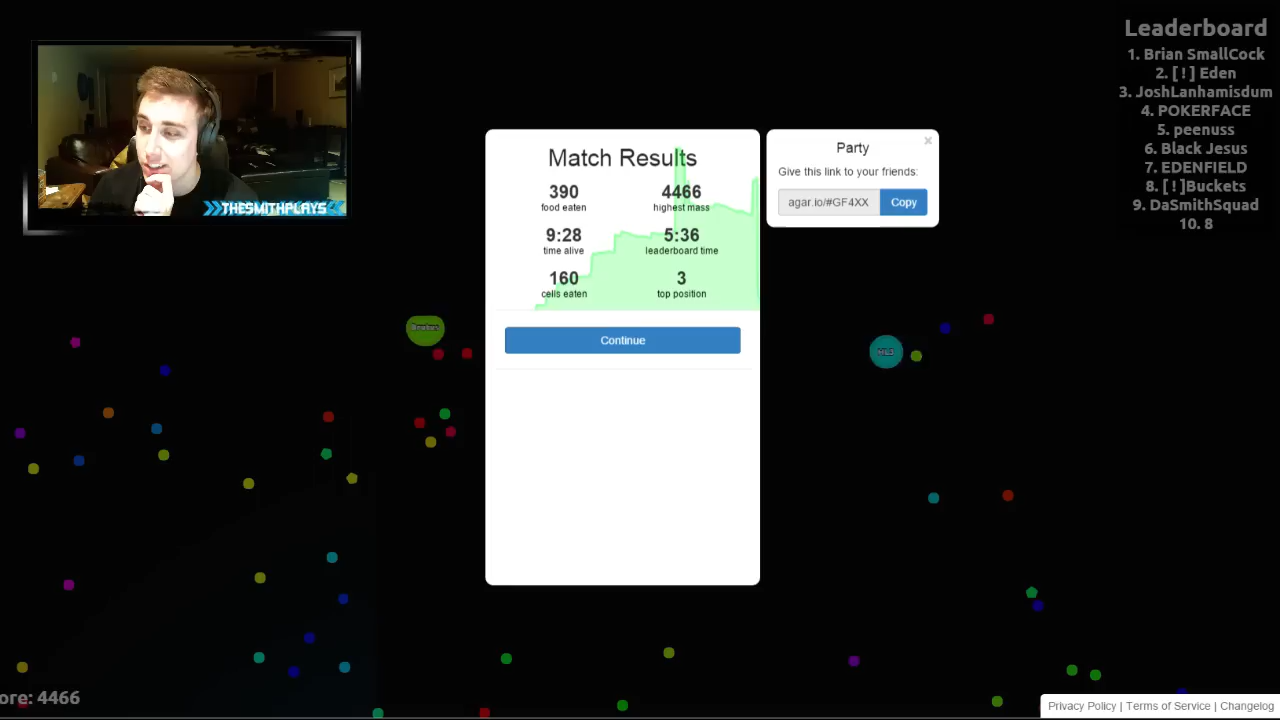 Leaderboard
1. Brian SmallCock
2. [ ! ] Eden
3. JoshLanhamisdum
4. POKERFACE
5. peenuss
6. Black Jesus
7. EDENFIELD
8. [ ! ]Buckets
9. DaSmithSquad
10. 8
THESMITHPLAYS
Match Results
390
food eaten
4466
highest mass
9:28
time alive
5:36
leaderboard time
160
cells eaten
3
top position
Continue
Party
×
Give this link to your friends:
agar.io/#GF4XX
Copy
ore: 4466
Privacy Policy | Terms of Service | Changelog